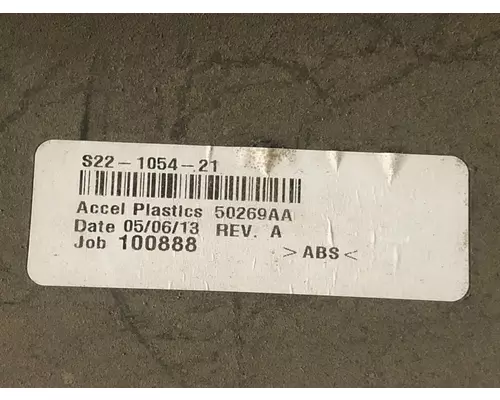 S22-1054-21
Accel Plastics 50269AA
Date 05/06/13 REV. A
Job 100888 >ABS<